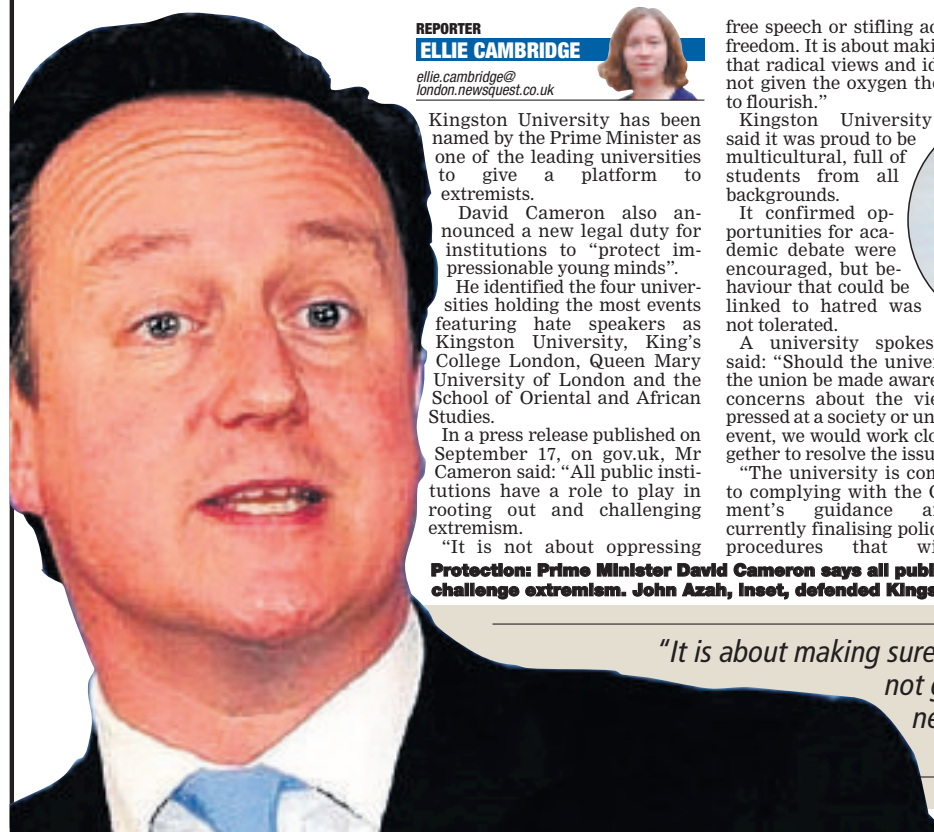 REPORTER
ELLIE CAMBRIDGE
ellie.cambridge@
london.newsquest.co.uk
Kingston University has been
named by the Prime Minister as
one of the leading universities
to give a platform to
extremists.
David Cameron also an-
nounced a new legal duty for
institutions to “protect im-
pressionable young minds”.
He identified the four univer-
sities holding the most events
featuring hate speakers as
Kingston University, King’s
College London, Queen Mary
University of London and the
School of Oriental and African
Studies.
In a press release published on
September 17, on gov.uk, Mr
Cameron said: “All public insti-
tutions have a role to play in
rooting out and challenging
extremism.
“It is not about oppressing
free speech or stifling ac
freedom. It is about maki
that radical views and id
not given the oxygen the
to flourish.”
Kingston University
said it was proud to be
multicultural, full of
students from all
backgrounds.
It confirmed op-
portunities for aca-
demic debate were
encouraged, but be-
haviour that could be
linked to hatred was
not tolerated.
A university spokes
said: “Should the univer
the union be made aware
concerns about the vie
pressed at a society or un
event, we would work clo
gether to resolve the issu
“The university is com
to complying with the G
ment’s guidance a
currently finalising polic
procedures that wi
Protection: Prime Minister David Cameron says all publi
challenge extremism. John Azah, inset, defended Kings
“It is about making sure
not g
ne